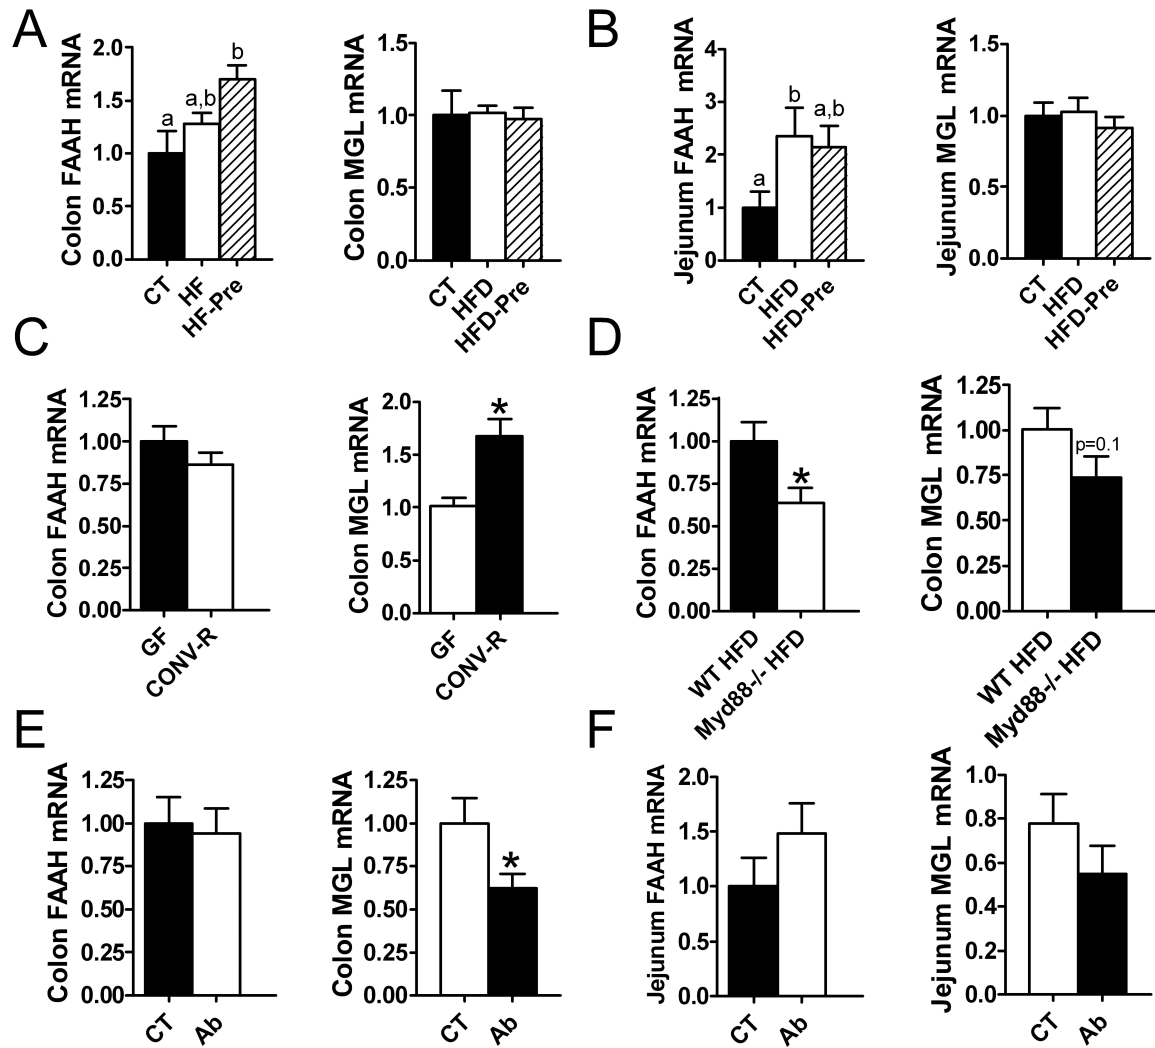 A
Colon FAAH mRNA
2.0
1.5
1.0
0.5
0.0
a
a,b
b
CT
HF
HF-Pre
Colon MGL mRNA
1.5
1.0
0.5
0.0
CT
HFD
HFD-Pre
B
Jejunum FAAH mRNA
4
3
2
1
0
a
b
a,b
CT
HFD
HFD-Pre
Jejunum MGL mRNA
1.5
1.0
0.5
0.0
CT
HFD
HFD-Pre
C
Colon FAAH mRNA
1.25
1.00
0.75
0.50
0.25
0.00
GF
CONV-R
Colon MGL mRNA
2.0
1.5
1.0
0.5
0.0
*
GF
CONV-R
D
Colon FAAH mRNA
1.25
1.00
0.75
0.50
0.25
0.00
*
WT HFD
Myd88-/- HFD
Colon MGL mRNA
1.25
1.00
0.75
0.50
0.25
0.00
p=0.1
WT HFD
Myd88-/- HFD
E
Colon FAAH mRNA
1.25
1.00
0.75
0.50
0.25
0.00
CT
Ab
Colon MGL mRNA
1.25
1.00
0.75
0.50
0.25
0.00
*
CT
Ab
F
Jejunum FAAH mRNA
2.0
1.5
1.0
0.5
0.0
CT
Ab
Jejunum MGL mRNA
1.0
0.8
0.6
0.4
0.2
0.0
CT
Ab